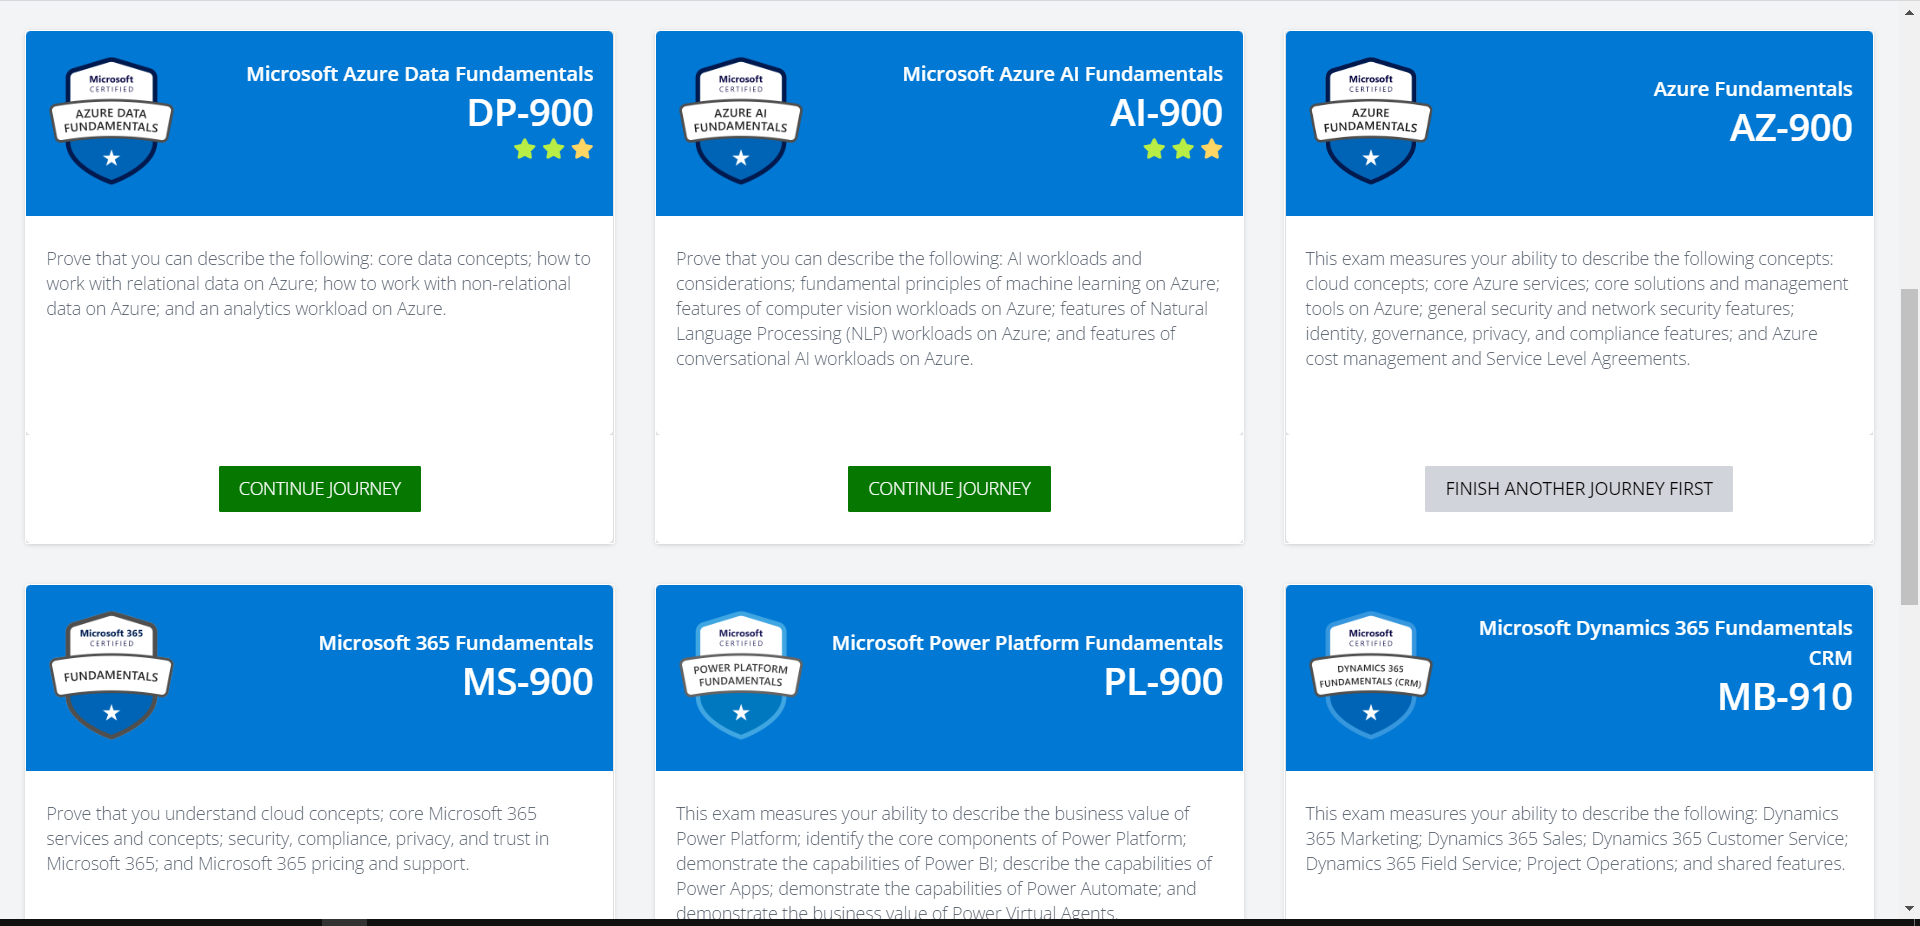 Microsoft
CERTIFIED
AZURE DATA
FUNDAMENTALS
Microsoft Azure Data Fundamentals
DP-900
Prove that you can describe the following: core data concepts; how to
work with relational data on Azure; how to work with non-relational
data on Azure; and an analytics workload on Azure.
CONTINUE JOURNEY
Microsoft
CERTIFIED
AZURE AI
FUNDAMENTALS
Microsoft Azure AI Fundamentals
AI-900
Prove that you can describe the following: AI workloads and
considerations; fundamental principles of machine learning on Azure;
features of computer vision workloads on Azure; features of Natural
Language Processing (NLP) workloads on Azure; and features of
conversational AI workloads on Azure.
CONTINUE JOURNEY
Microsoft
CERTIFIED
AZURE
FUNDAMENTALS
Azure Fundamentals
AZ-900
This exam measures your ability to describe the following concepts:
cloud concepts; core Azure services; core solutions and management
tools on Azure; general security and network security features;
identity, governance, privacy, and compliance features; and Azure
cost management and Service Level Agreements.
FINISH ANOTHER JOURNEY FIRST
Microsoft 365
CERTIFIED
FUNDAMENTALS
Microsoft 365 Fundamentals
MS-900
Prove that you understand cloud concepts; core Microsoft 365
services and concepts; security, compliance, privacy, and trust in
Microsoft 365; and Microsoft 365 pricing and support.
Microsoft
CERTIFIED
POWER PLATFORM
FUNDAMENTALS
Microsoft Power Platform Fundamentals
PL-900
This exam measures your ability to describe the business value of
Power Platform; identify the core components of Power Platform;
demonstrate the capabilities of Power BI; describe the capabilities of
Power Apps; demonstrate the capabilities of Power Automate; and
demonstrate the business value of Power Virtual Agents.
Microsoft
CERTIFIED
DYNAMICS 365
FUNDAMENTALS (CRM)
Microsoft Dynamics 365 Fundamentals
CRM
MB-910
This exam measures your ability to describe the following: Dynamics
365 Marketing; Dynamics 365 Sales; Dynamics 365 Customer Service;
Dynamics 365 Field Service; Project Operations; and shared features.